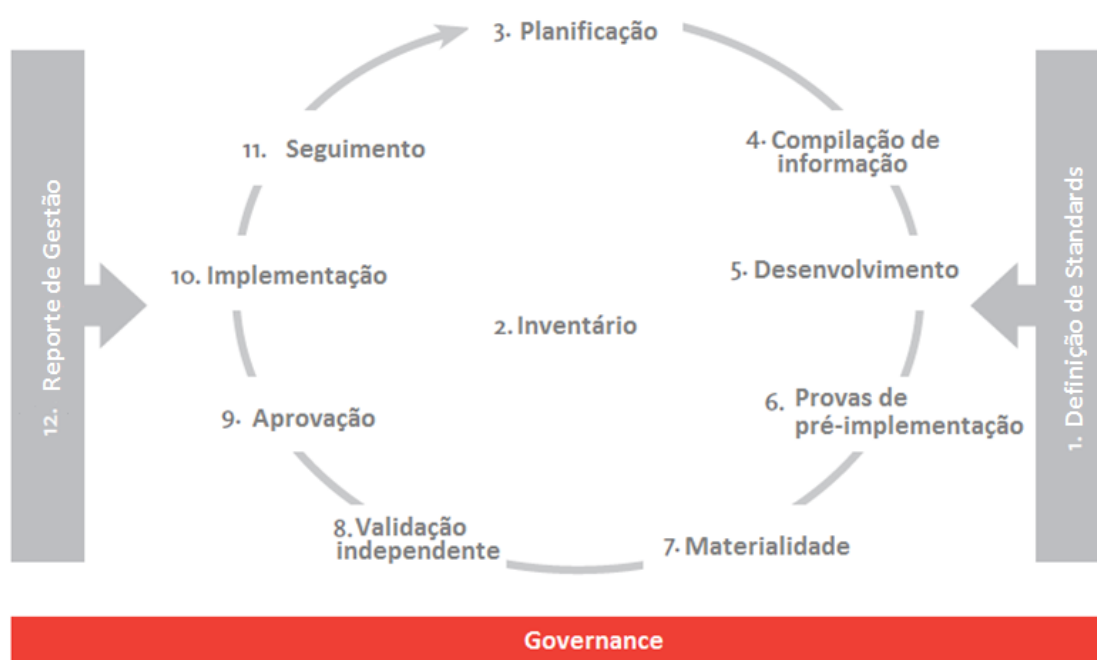 3. Planificação
4. Compilação de
informação
5. Desenvolvimento
6. Provas de
pré-implementação
7. Materialidade
8. Validação
independente
9. Aprovação
10. Implementação
11. Seguimento
2. Inventário
12. Reporte de Gestão
1. Definição de Standards
Governance